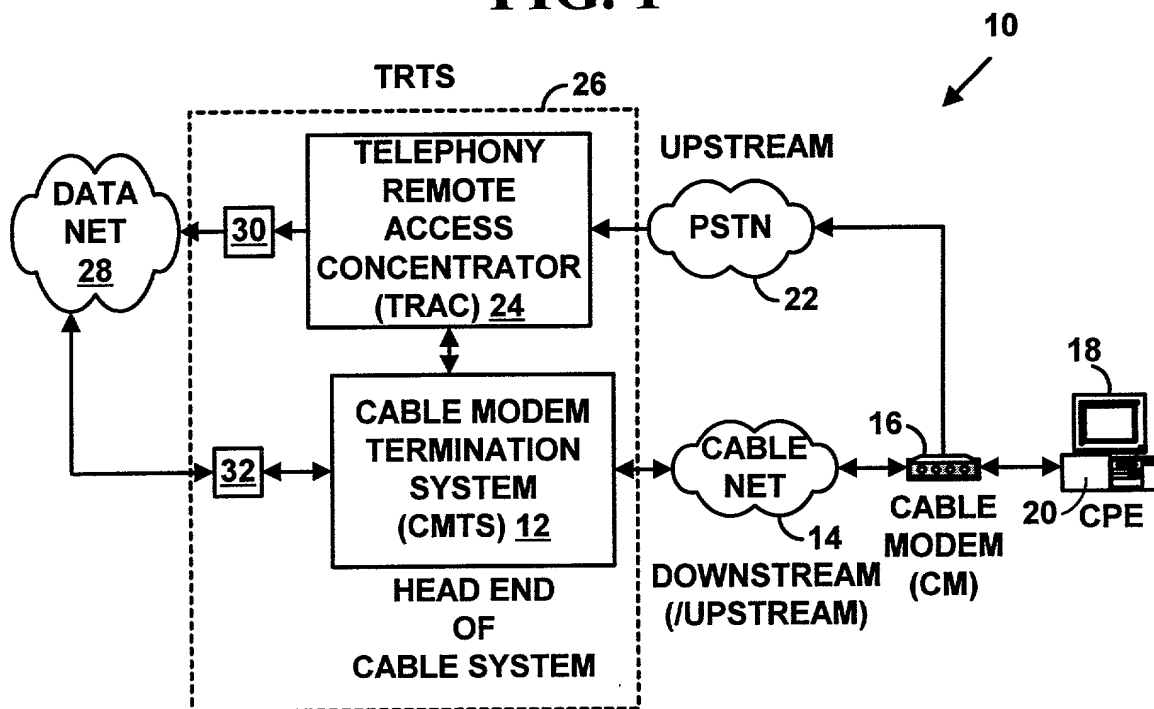 FIG. 1
10
TRTS
26
TELEPHONY
REMOTE
ACCESS
CONCENTRATOR
(TRAC) 24
UPSTREAM
PSTN
22
DATA
NET
28
30
18
CABLE MODEM
TERMINATION
SYSTEM
(CMTS) 12
32
CABLE
NET
14
16
20
CPE
CABLE
MODEM
(CM)
DOWNSTREAM
(/UPSTREAM)
HEAD END
OF
CABLE SYSTEM